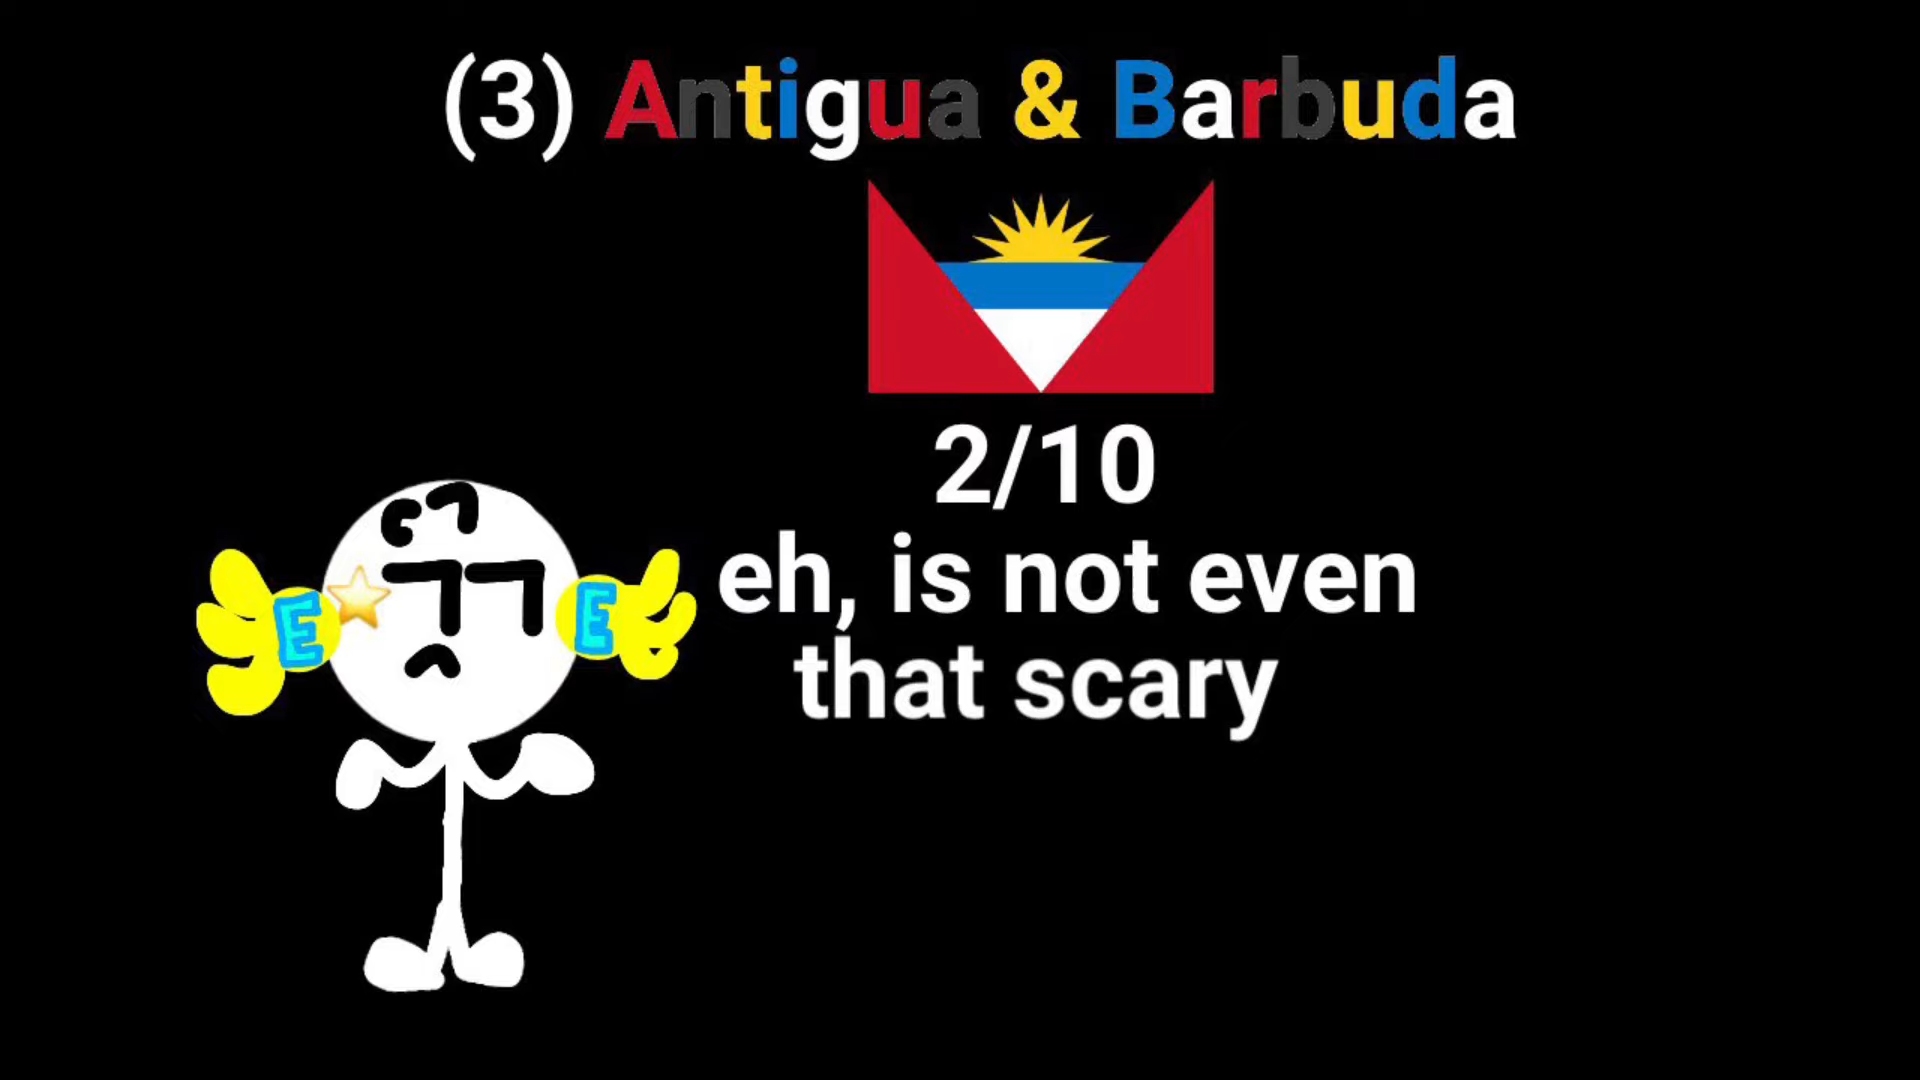 (3) Antigua & Barbuda
2/10
eh, is not even
that scary
E E